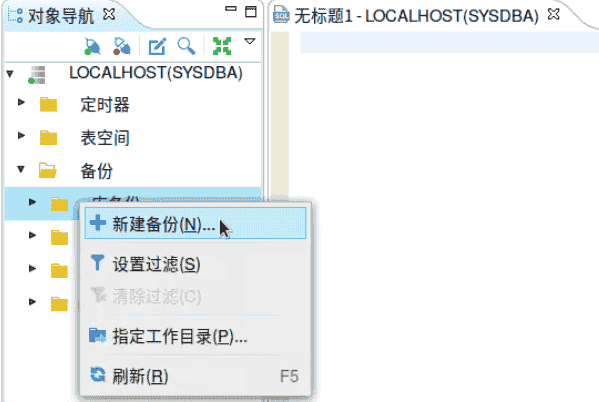 对象导航
无标题1 - LOCALHOST(SYSDBA)
LOCALHOST(SYSDBA)
定时器
表空间
备份
新建备份(N)...
设置过滤(S)
清除过滤(C)
指定工作目录(P)...
刷新(R) F5